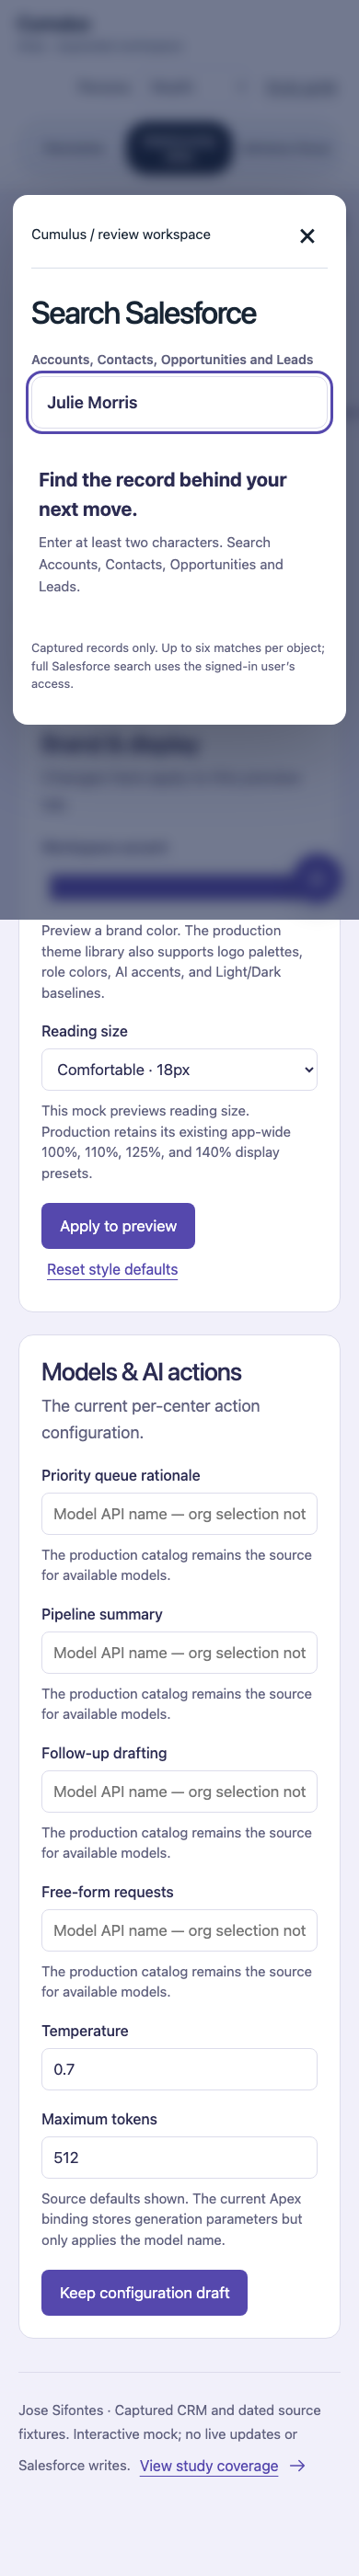 Cumulus / review workspace
×
Search Salesforce
Accounts, Contacts, Opportunities and Leads
Julie Morris
Find the record behind your
next move.
Enter at least two characters. Search
Accounts, Contacts, Opportunities and
Leads.
Captured records only. Up to six matches per object;
full Salesforce search uses the signed-in user's
access.
Brand & display
Preview a brand color. The production
theme library also supports logo palettes,
role colors, AI accents, and Light/Dark
baselines.
Reading size
Comfortable · 18px
This mock previews reading size.
Production retains its existing app-wide
100%, 110%, 125%, and 140% display
presets.
Apply to preview
Reset style defaults
Models & AI actions
The current per-center action
configuration.
Priority queue rationale
Model API name — org selection not
The production catalog remains the source
for available models.
Pipeline summary
Model API name — org selection not
The production catalog remains the source
for available models.
Follow-up drafting
Model API name — org selection not
The production catalog remains the source
for available models.
Free-form requests
Model API name — org selection not
The production catalog remains the source
for available models.
Temperature
0.7
Maximum tokens
512
Source defaults shown. The current Apex
binding stores generation parameters but
only applies the model name.
Keep configuration draft
Jose Sifontes · Captured CRM and dated source
fixtures. Interactive mock; no live updates or
Salesforce writes. View study coverage →